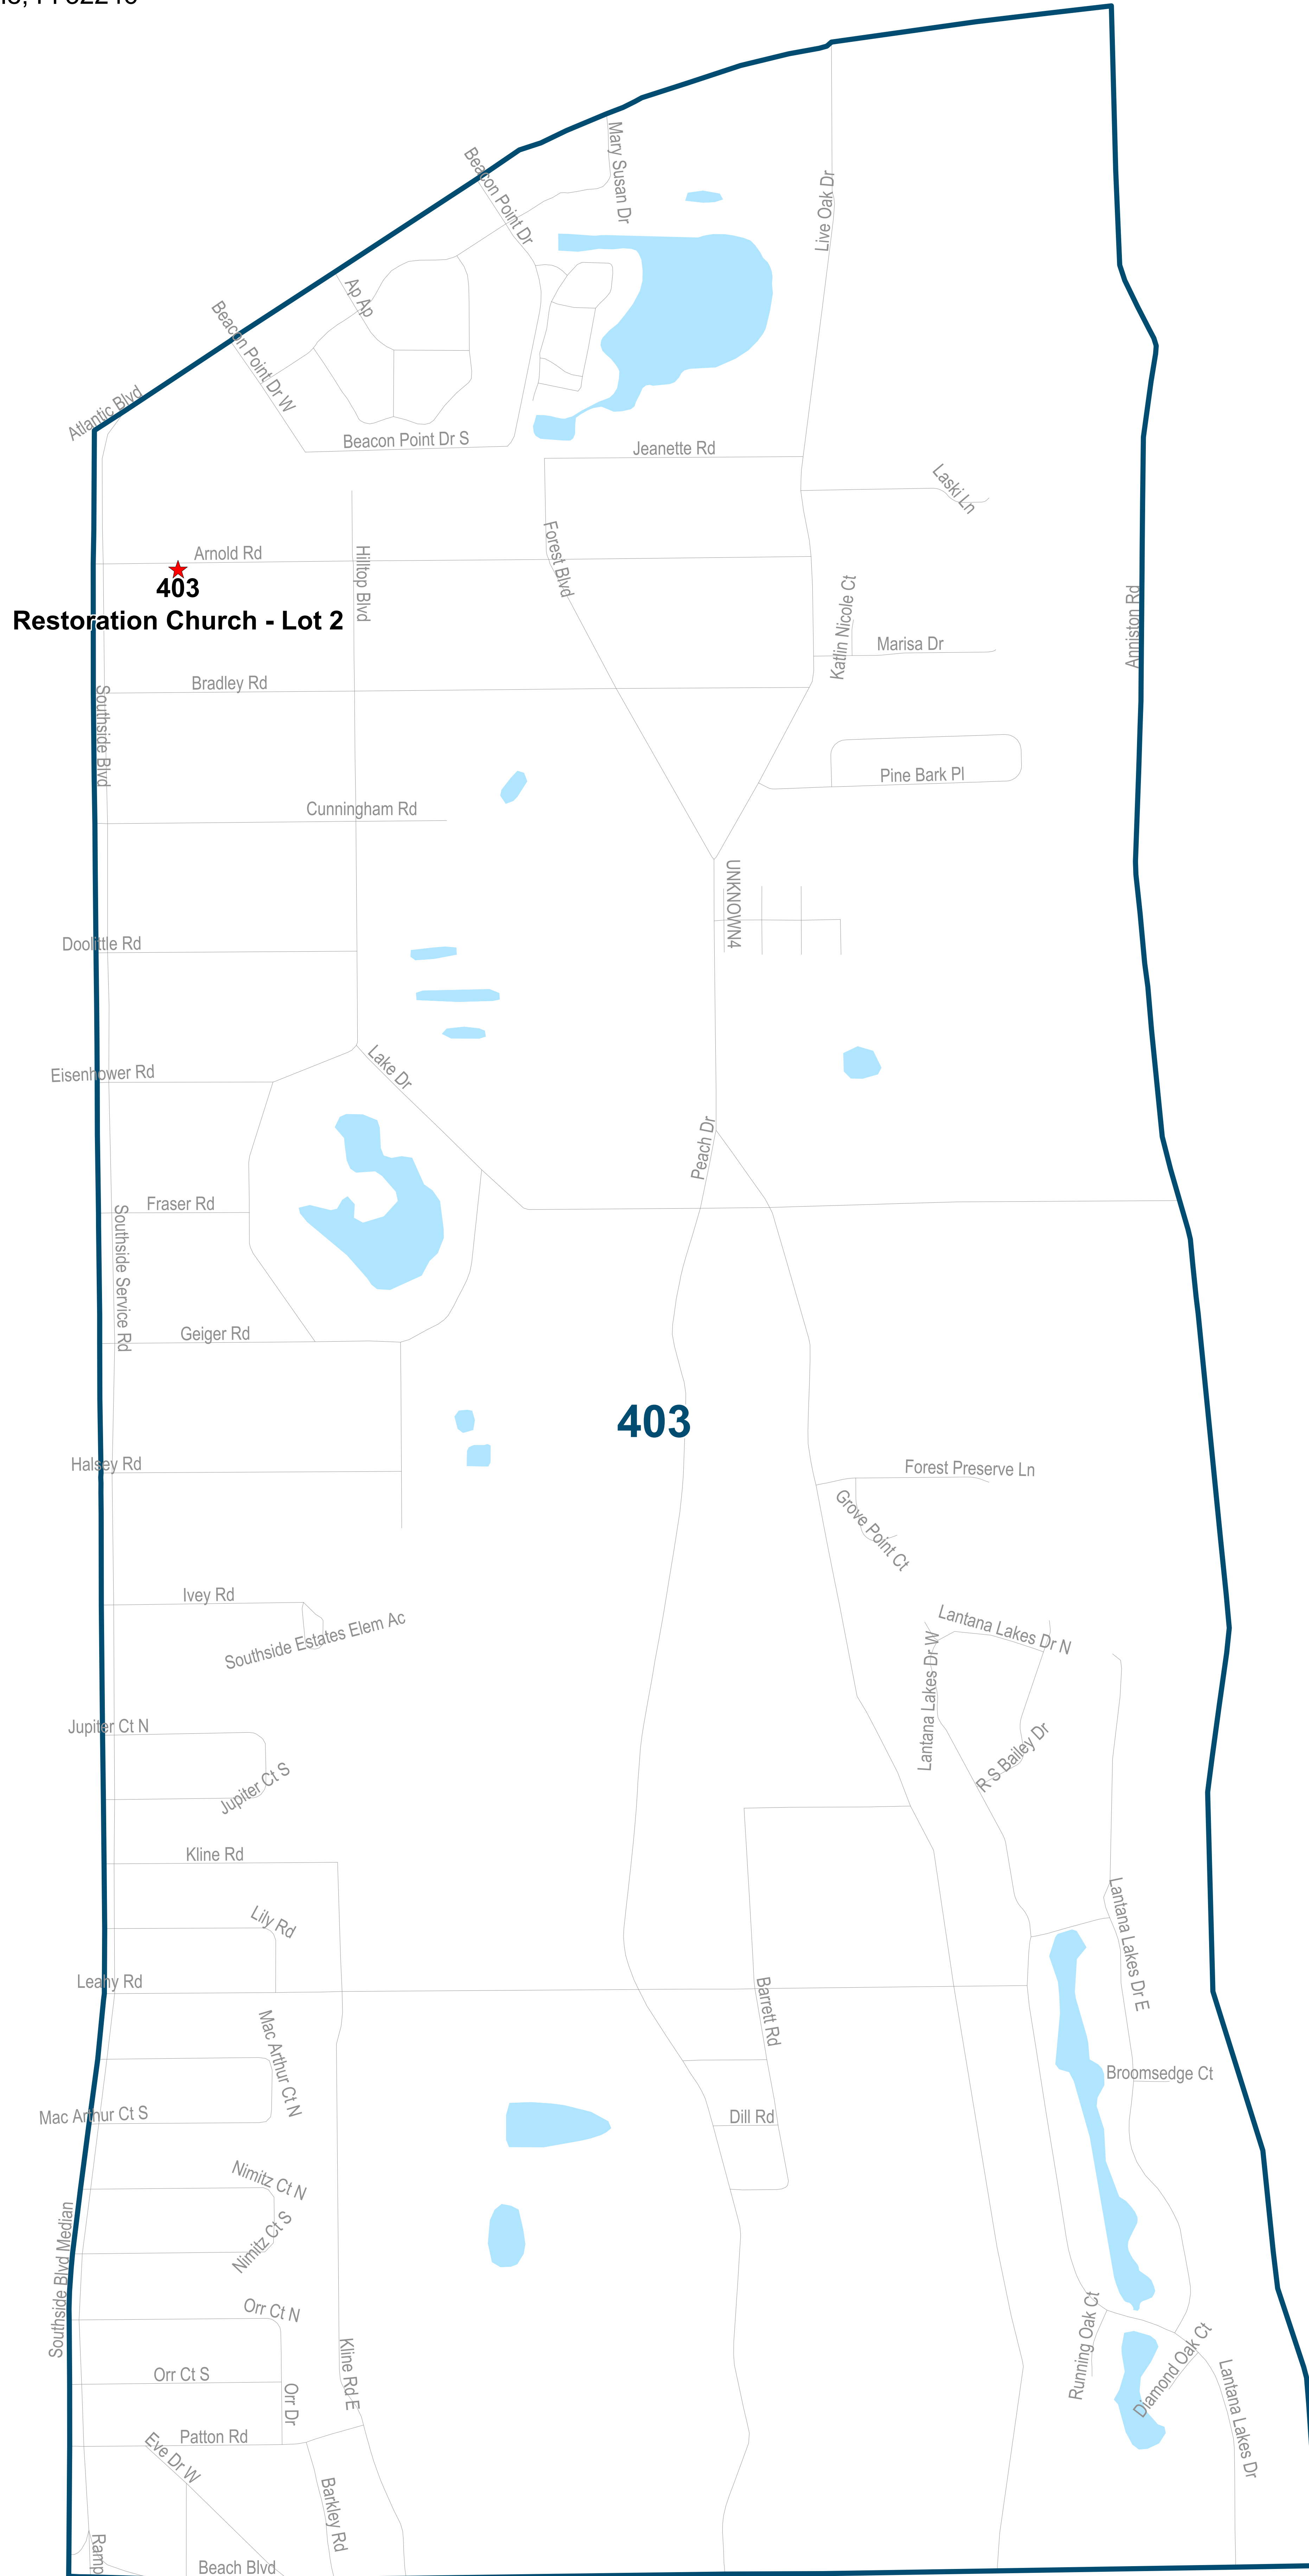 Mary Susan Dr
Beacon Point Dr
Live Oak Dr
Ap Ap
Beacon Point Dr W
Atlantic Blvd
Beacon Point Dr S
Jeanette Rd
Laski Ln
Arnold Rd
Hilltop Blvd
Forest Blvd
403
Restoration Church - Lot 2
Katlin Nicole Ct
Marisa Dr
Anniston Rd
Bradley Rd
Southside Blvd
Pine Bark Pl
Cunningham Rd
UNKNOWN4
Doolittle Rd
Eisenhower Rd
Lake Dr
Peach Dr
Fraser Rd
Southside Service Rd
Geiger Rd
403
Halsey Rd
Forest Preserve Ln
Grove Point Ct
Ivey Rd
Southside Estates Elem Ac
Lantana Lakes Dr N
Lantana Lakes Dr W
Jupiter Ct N
R S Bailey Dr
Jupiter Ct S
Kline Rd
Lily Rd
Lantana Lakes Dr E
Leahy Rd
Barrett Rd
Mac Arthur Ct N
Broomsedge Ct
Mac Arthur Ct S
Dill Rd
Nimitz Ct N
Nimitz Ct S
Southside Blvd Median
Orr Ct N
Running Oak Ct
Diamond Oak Ct
Orr Ct S
Kline Rd E
Orr Dr
Lantana Lakes Dr
Patton Rd
Eve Dr W
Barkley Rd
Ramp
Beach Blvd